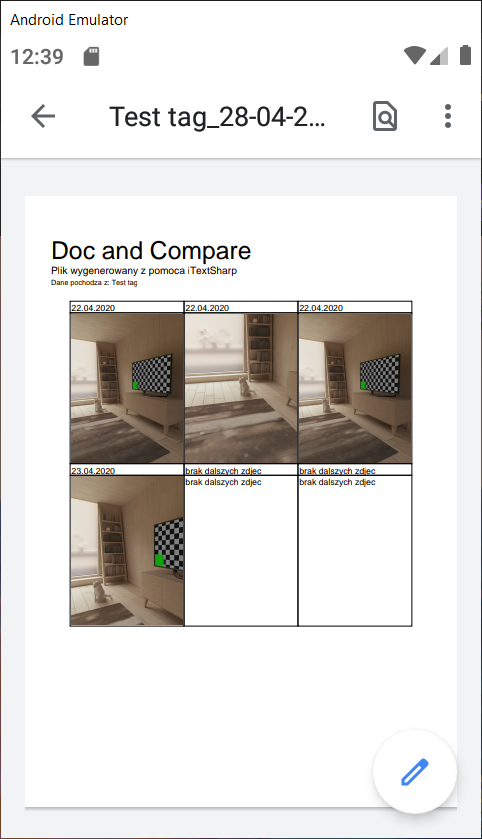 Android Emulator
12:39
Test tag_28-04-2...
Doc and Compare
Plik wygenerowany z pomoca iTextSharp
Dane pochodza z: Test tag
22.04.2020 22.04.2020 22.04.2020
23.04.2020 brak dalszych zdjec brak dalszych zdjec
brak dalszych zdjec brak dalszych zdjec